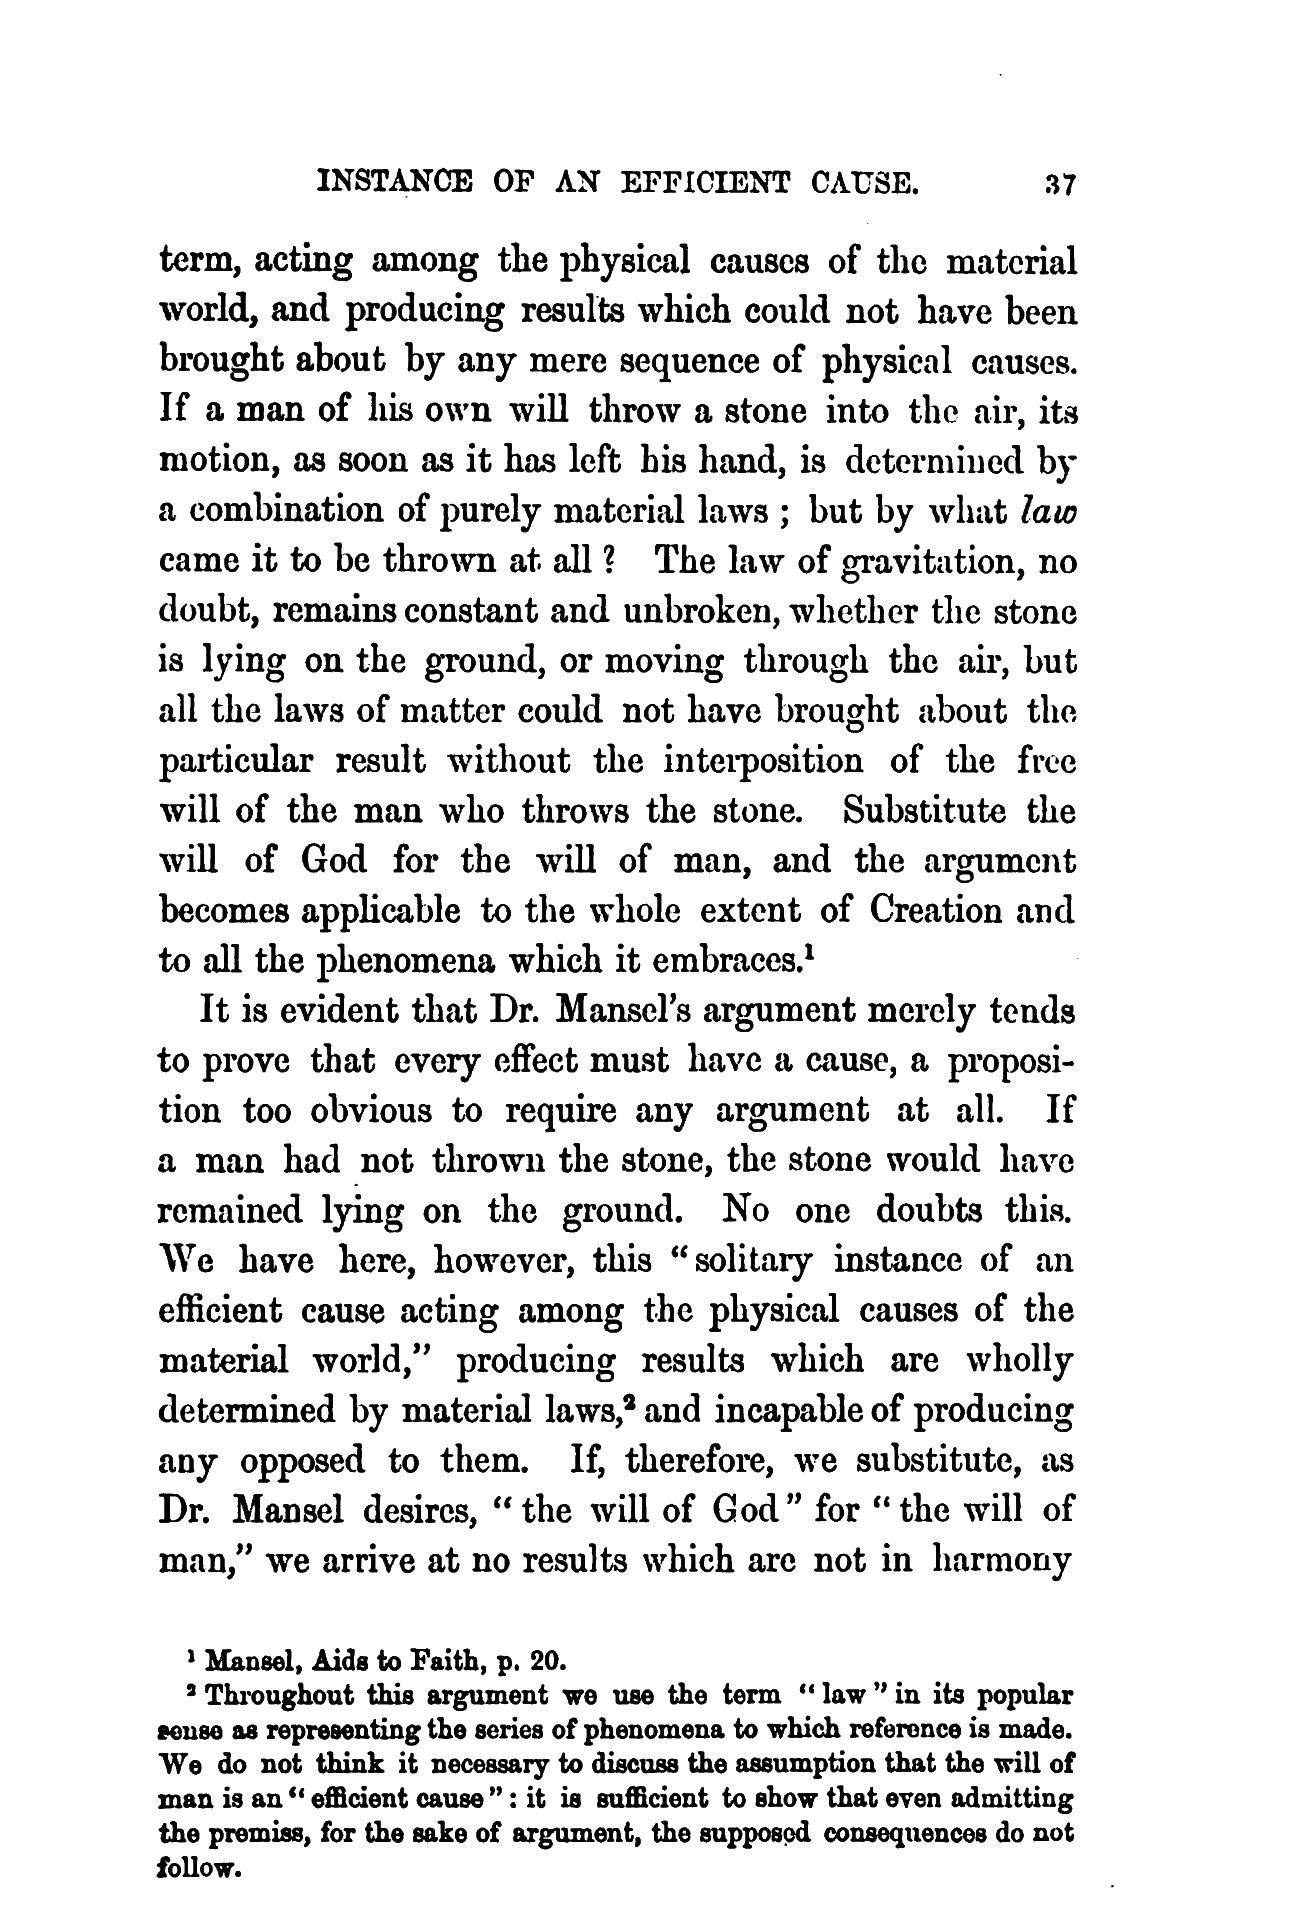 INSTANCE OF AN EFFICIENT CAUSE. 37
term, acting among the physical causes of the material
world, and producing results which could not have been
brought about by any mere sequence of physical causes.
If a man of his own will throw a stone into the air, its
motion, as soon as it has left his hand, is determined by
a combination of purely material laws ; but by what law
came it to be thrown at all ? The law of gravitation, no
doubt, remains constant and unbroken, whether the stone
is lying on the ground, or moving through the air, but
all the laws of matter could not have brought about the
particular result without the interposition of the free
will of the man who throws the stone. Substitute the
will of God for the will of man, and the argument
becomes applicable to the whole extent of Creation and
to all the phenomena which it embraces.¹
It is evident that Dr. Mansel's argument merely tends
to prove that every effect must have a cause, a proposi-
tion too obvious to require any argument at all. If
a man had not thrown the stone, the stone would have
remained lying on the ground. No one doubts this.
We have here, however, this “solitary instance of an
efficient cause acting among the physical causes of the
material world,” producing results which are wholly
determined by material laws,² and incapable of producing
any opposed to them. If, therefore, we substitute, as
Dr. Mansel desires, “the will of God” for “the will of
man,” we arrive at no results which are not in harmony
¹ Mansel, Aids to Faith, p. 20.
² Throughout this argument we use the term “law” in its popular
sense as representing the series of phenomena to which reference is made.
We do not think it necessary to discuss the assumption that the will of
man is an “efficient cause”: it is sufficient to show that even admitting
the premiss, for the sake of argument, the supposed consequences do not
follow.